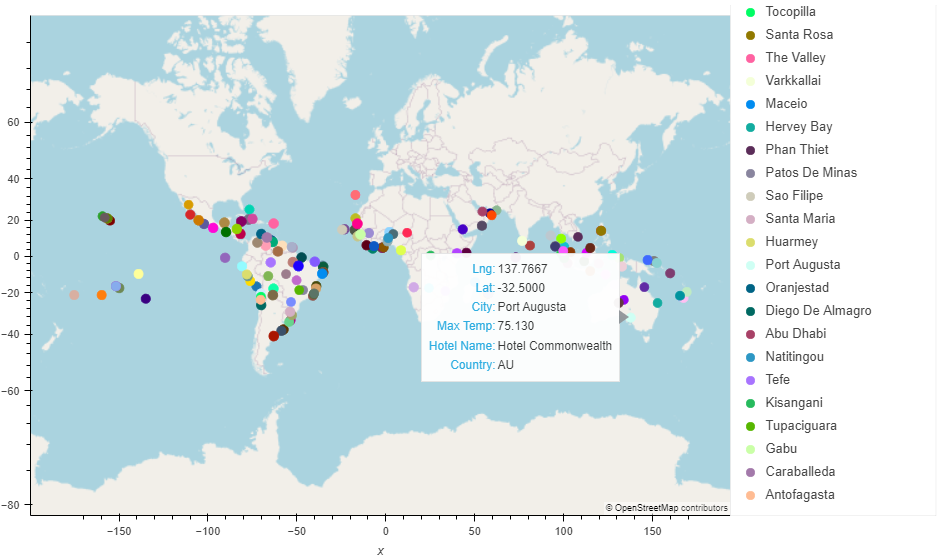 Tocopilla
Santa Rosa
The Valley
Varkkallai
Maceio
Hervey Bay
Phan Thiet
Patos De Minas
Sao Filipe
Santa Maria
Huarmey
Port Augusta
Oranjestad
Diego De Almagro
Abu Dhabi
Natitingou
Tefe
Kisangani
Tupaciguara
Gabu
Caraballeda
Antofagasta
60
40
20
0
−20
−40
−60
−80
Lng: 137.7667
Lat: -32.5000
City: Port Augusta
Max Temp: 75.130
Hotel Name: Hotel Commonwealth
Country: AU
© OpenStreetMap contributors
−150 −100 −50 0 50 100 150
x